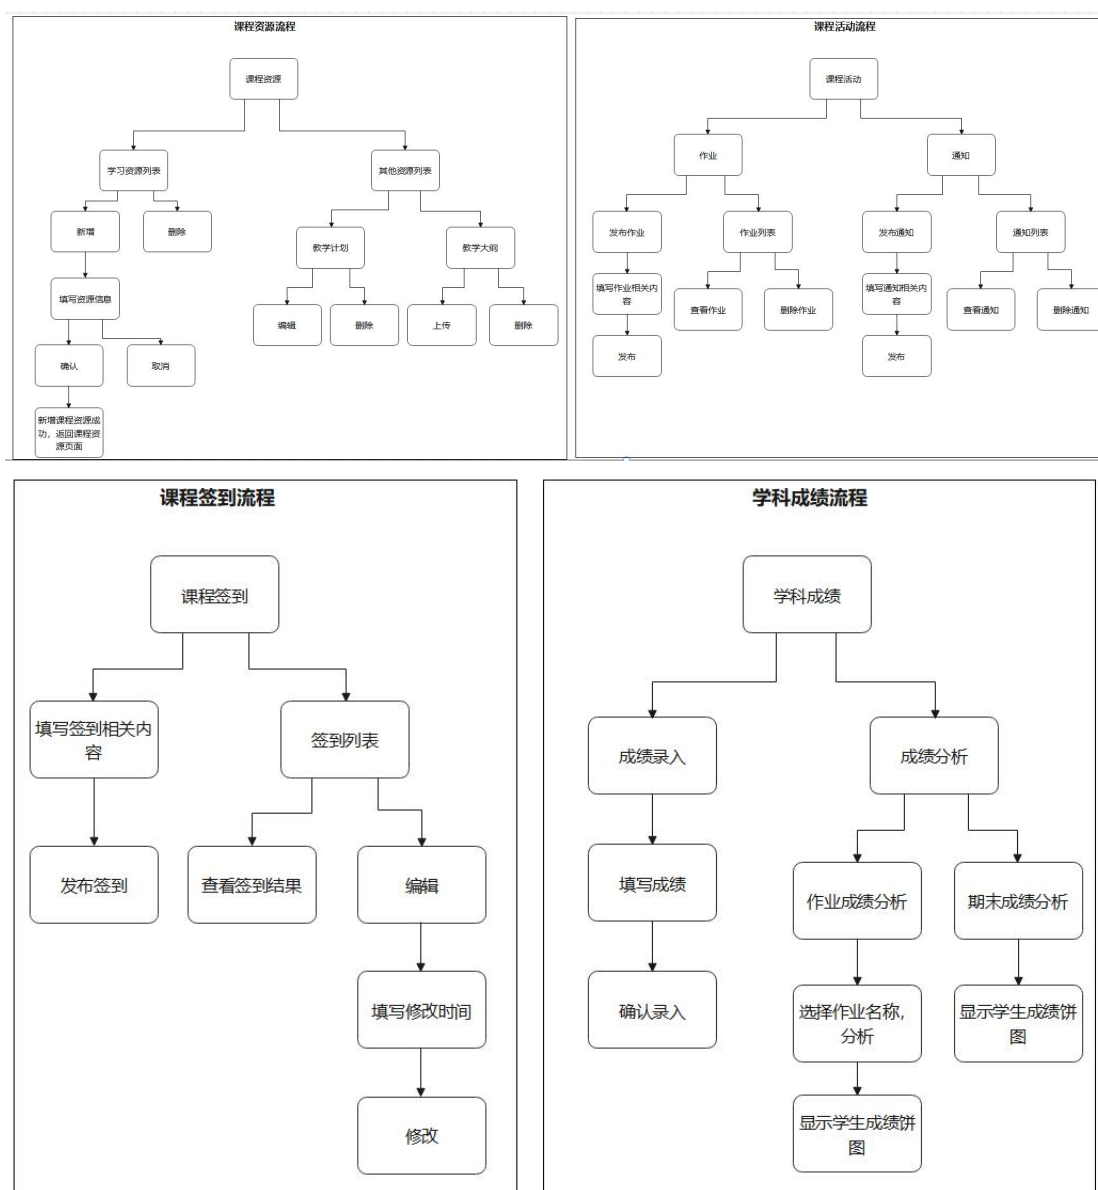 课程资源流程
课程资源
学习资源列表
其他资源列表
新增
删除
教学计划
教学大纲
填写资源信息
编辑
删除
上传
删除
确认
取消
新增课程资源成
功，返回课程资
源页面
课程活动流程
课程活动
作业
通知
发布作业
作业列表
发布通知
通知列表
填写作业相关内
容
查看作业
删除作业
填写通知相关内
容
查看通知
删除通知
发布
发布
课程签到流程
课程签到
填写签到相关内
容
签到列表
发布签到
查看签到结果
编辑
填写修改时间
修改
学科成绩流程
学科成绩
成绩录入
成绩分析
填写成绩
作业成绩分析
期末成绩分析
确认录入
选择作业名称，
分析
显示学生成绩饼
图
显示学生成绩饼
图